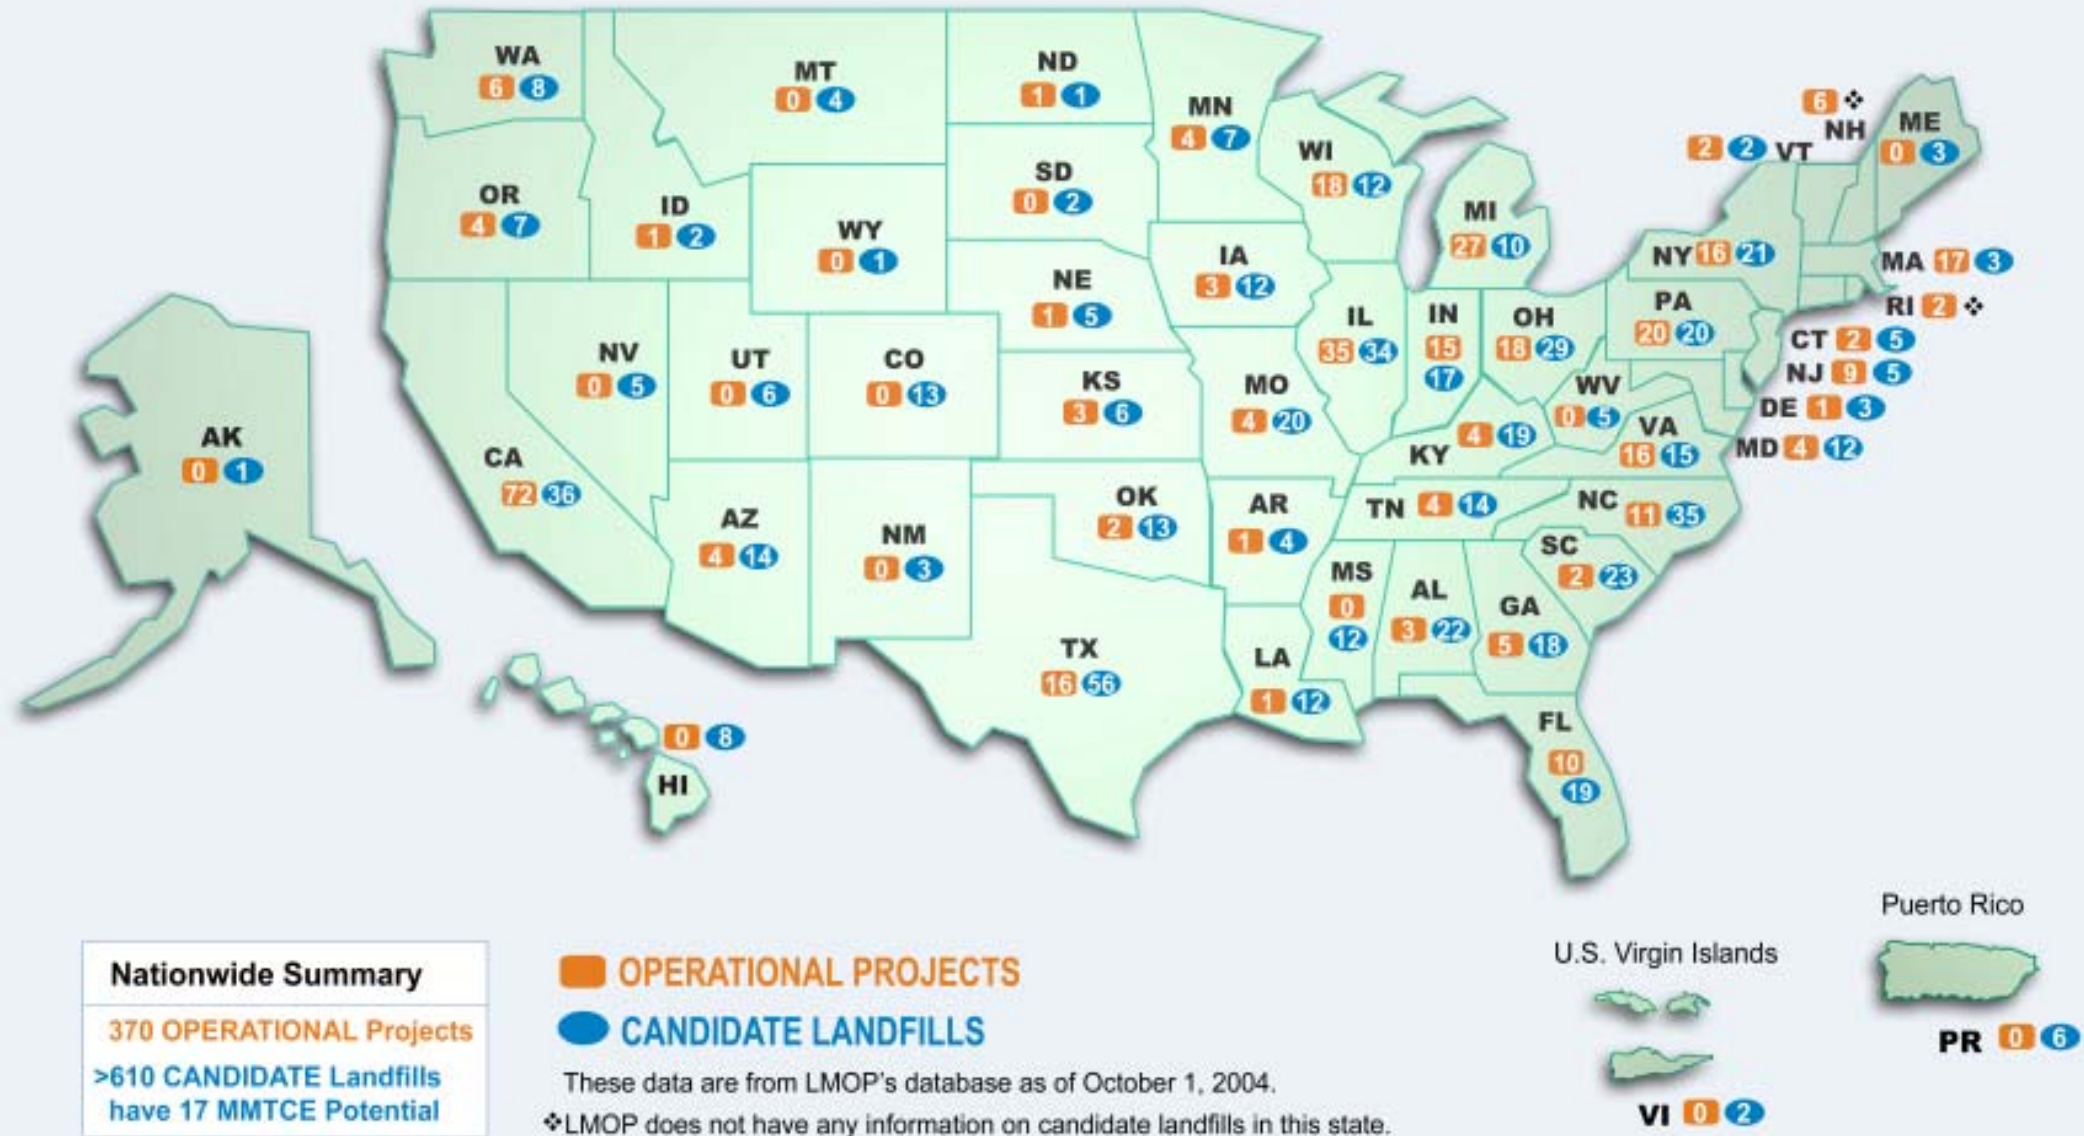 WA
6 8
MT
0 4
ND
1 1
MN
4 7
6 ❖
NH
ME
0 3
2 2 VT
WI
18 12
OR
4 7
ID
1 2
WY
0 1
SD
0 2
MI
27 10
IA
3 12
NY 16 21
MA 17 3
RI 2 ❖
NE
1 5
IL
35 34
IN
15
17
OH
18 29
PA
20 20
CT 2 5
NJ 9 5
DE 1 3
MD 4 12
NV
0 5
UT
0 6
CO
0 13
KS
3 6
MO
4 20
WV
0 5
VA
16 15
4 19
KY
AK
0 1
CA
72 36
AZ
4 14
NM
0 3
OK
2 13
AR
1 4
TN 4 14
NC 11 35
SC
2 23
MS
0
12
AL
3 22
GA
5 18
TX
16 56
LA
1 12
FL
10
19
0 8
HI
Puerto Rico
PR 0 6
U.S. Virgin Islands
VI 0 2
Nationwide Summary
370 OPERATIONAL Projects
>610 CANDIDATE Landfills
have 17 MMTCE Potential
OPERATIONAL PROJECTS
CANDIDATE LANDFILLS
These data are from LMOP's database as of October 1, 2004.
❖LMOP does not have any information on candidate landfills in this state.